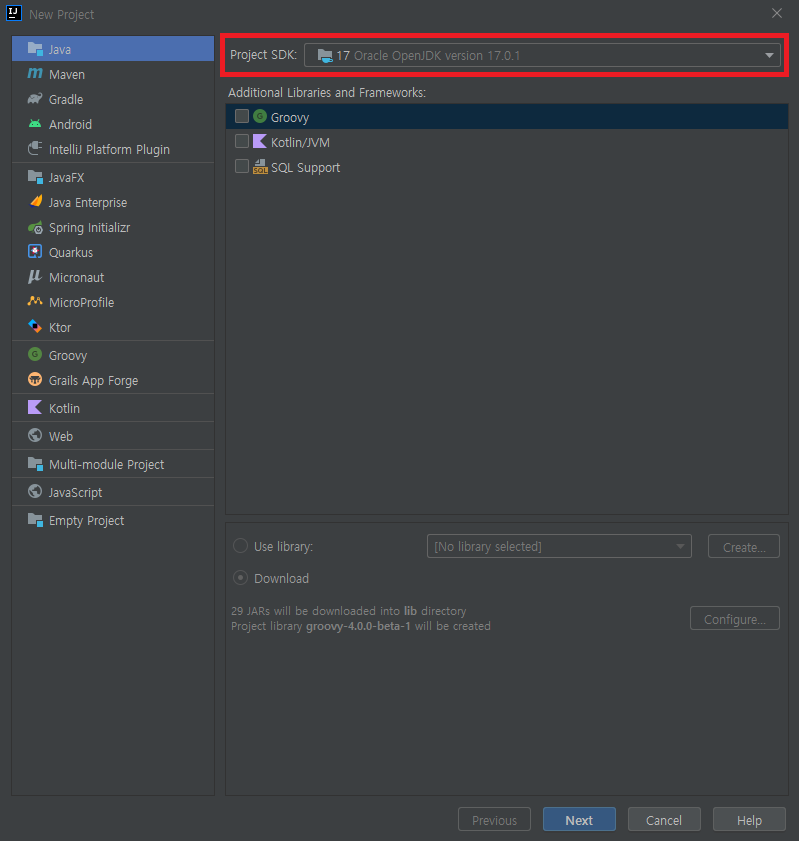 New Project
Java
Maven
Gradle
Android
IntelliJ Platform Plugin
JavaFX
Java Enterprise
Spring Initializr
Quarkus
Micronaut
MicroProfile
Ktor
Groovy
Grails App Forge
Kotlin
Web
Multi-module Project
JavaScript
Empty Project
Project SDK: 17 Oracle OpenJDK version 17.0.1
Additional Libraries and Frameworks:
Groovy
Kotlin/JVM
SQL Support
Use library: [No library selected] Create...
Download
29 JARs will be downloaded into lib directory
Project library groovy-4.0.0-beta-1 will be created
Configure...
Previous Next Cancel Help